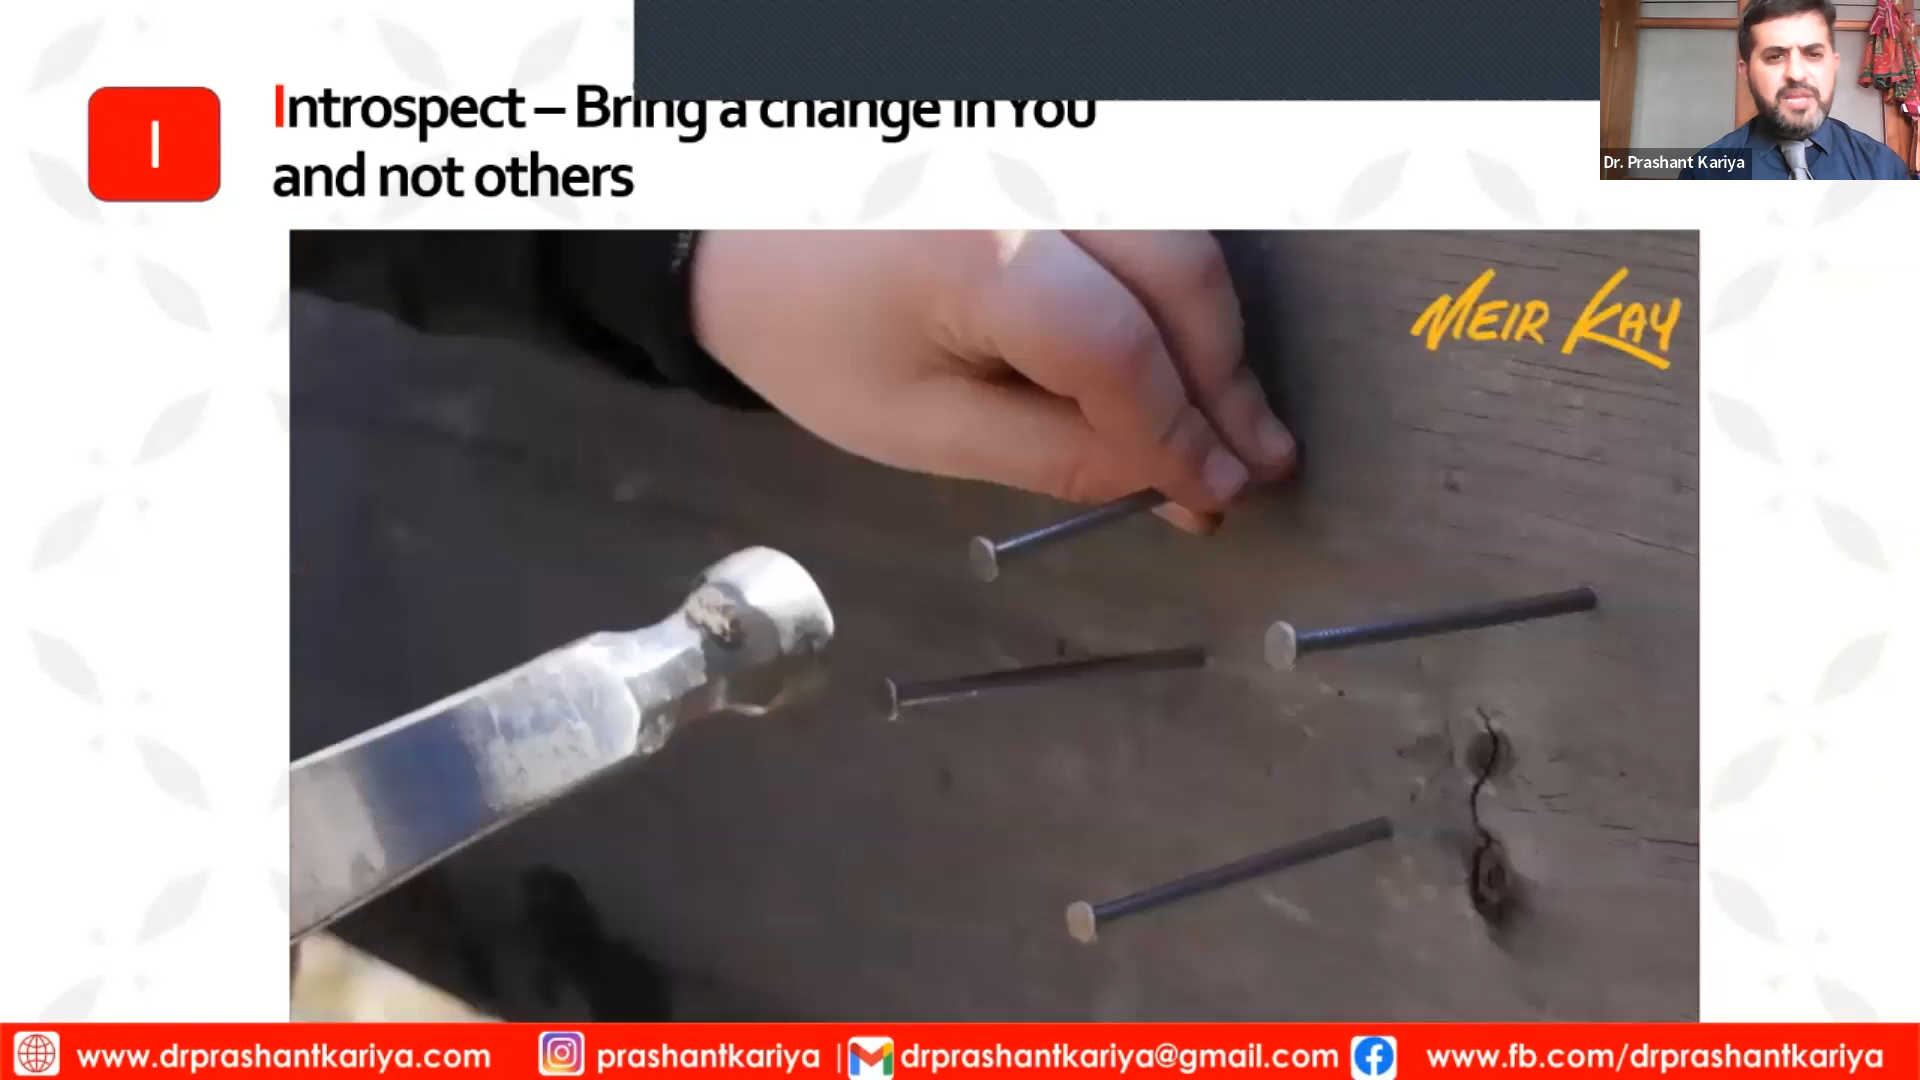 I
Introspect – Bring a change in You
and not others
Dr. Prashant Kariya
MEIR KAY
www.drprashantkariya.com
prashantkariya |
drprashantkariya@gmail.com
www.fb.com/drprashantkariya